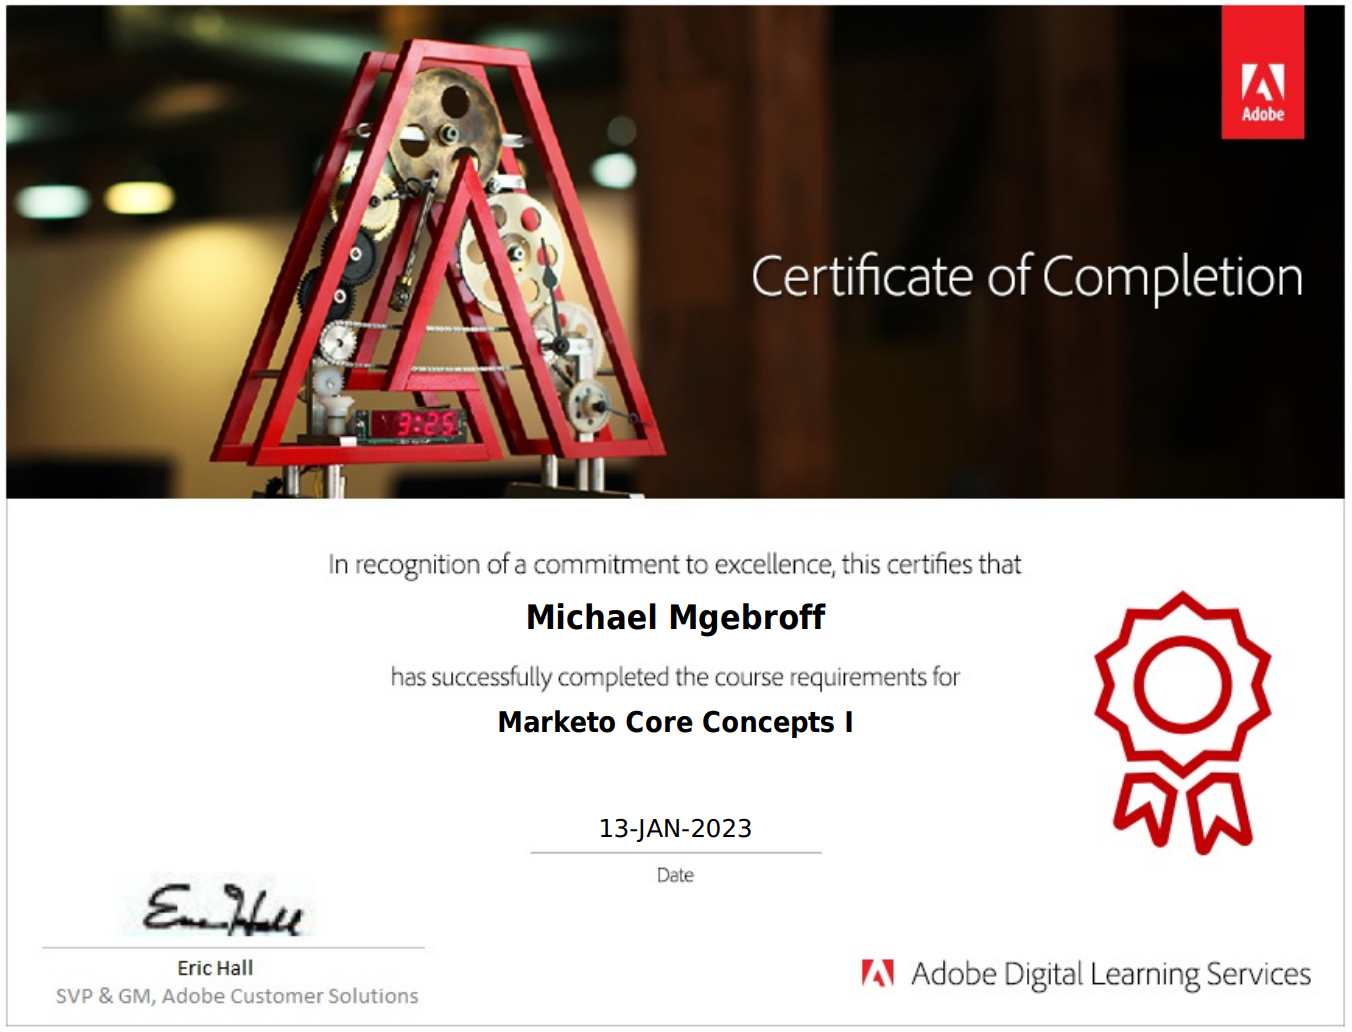 Adobe
Certificate of Completion
3:25
In recognition of a commitment to excellence, this certifies that
Michael Mgebroff
has successfully completed the course requirements for
Marketo Core Concepts I
13-JAN-2023
Date
Eric Hall
Eric Hall
SVP & GM, Adobe Customer Solutions
Adobe Digital Learning Services